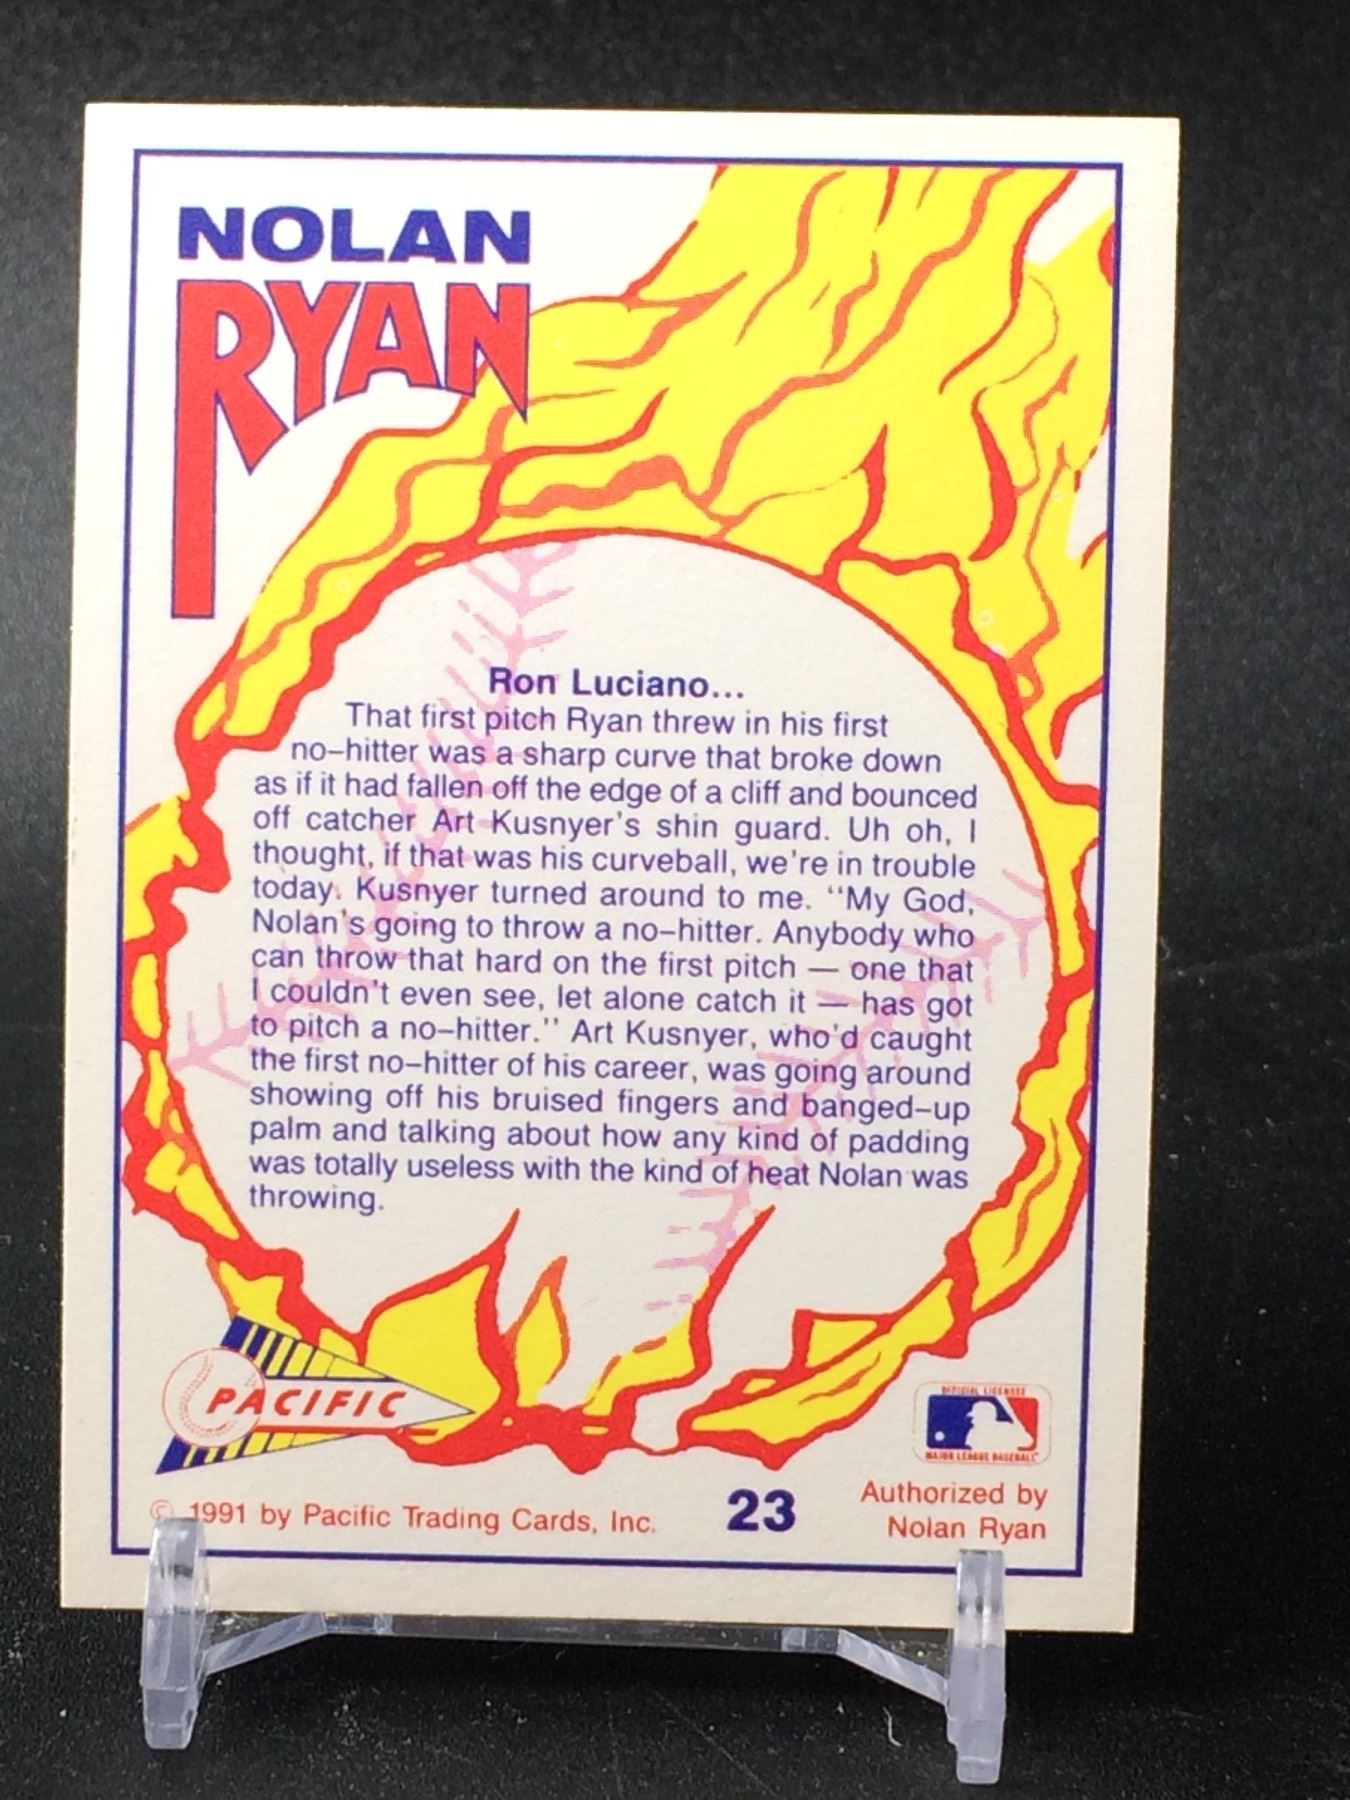 NOLAN
RYAN
Ron Luciano...
That first pitch Ryan threw in his first
no–hitter was a sharp curve that broke down
as if it had fallen off the edge of a cliff and bounced
off catcher Art Kusnyer's shin guard. Uh oh, I
thought, if that was his curveball, we're in trouble
today. Kusnyer turned around to me. "My God,
Nolan's going to throw a no–hitter. Anybody who
can throw that hard on the first pitch — one that
I couldn't even see, let alone catch it — has got
to pitch a no–hitter." Art Kusnyer, who'd caught
the first no–hitter of his career, was going around
showing off his bruised fingers and banged–up
palm and talking about how any kind of padding
was totally useless with the kind of heat Nolan was
throwing.
PACIFIC
OFFICIAL LICENSEE
MAJOR LEAGUE BASEBALL
© 1991 by Pacific Trading Cards, Inc.
23
Authorized by
Nolan Ryan